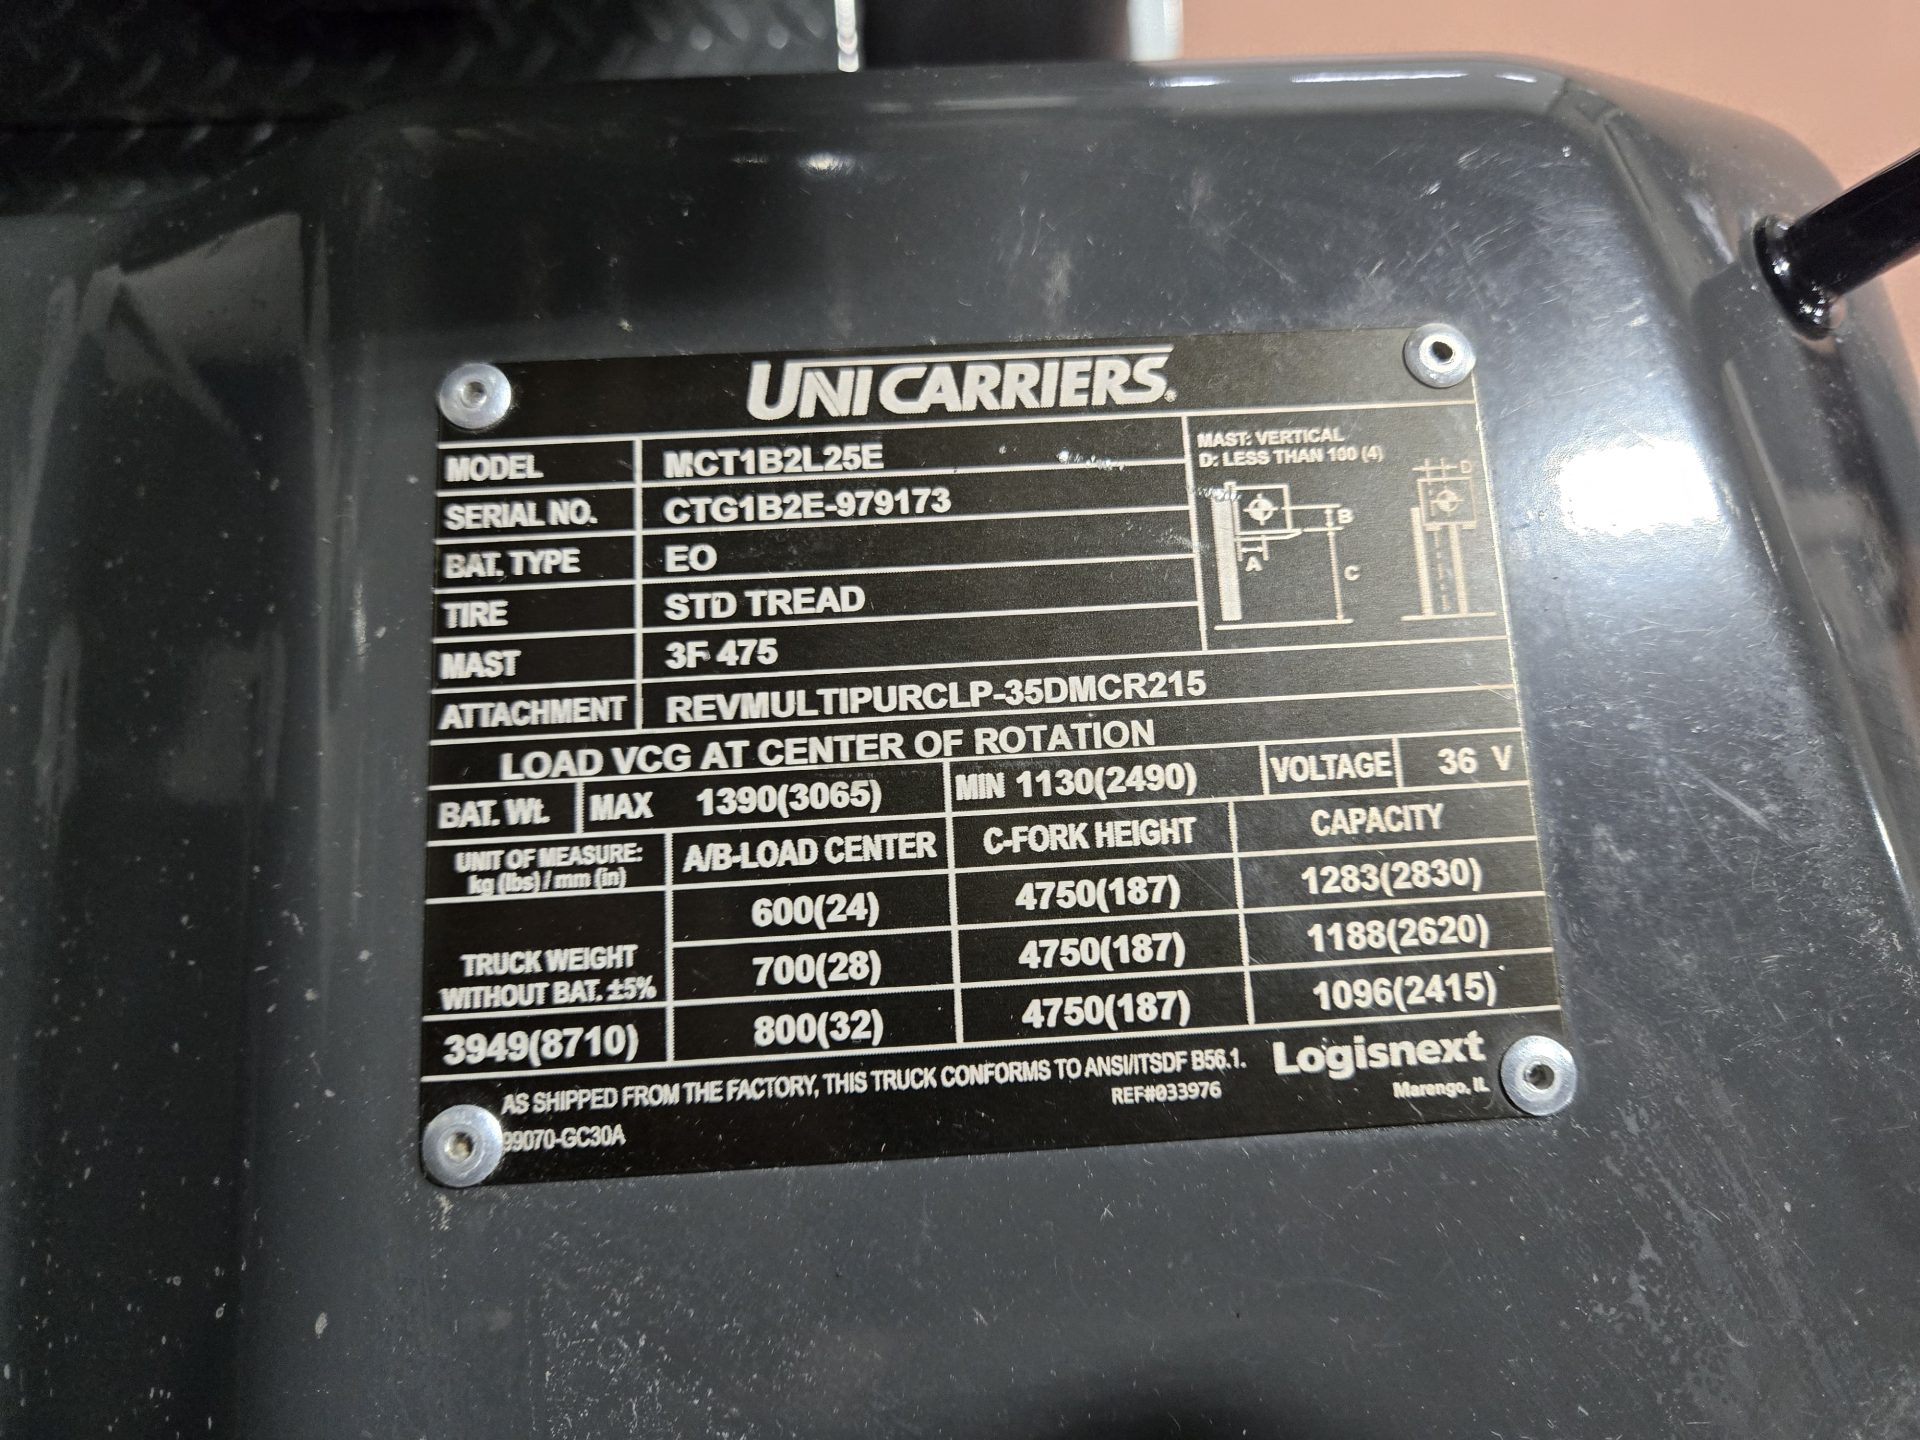 UNICARRIERS®
MODEL MCT1B2L25E
SERIAL NO. CTG1B2E-979173
BAT. TYPE EO
TIRE STD TREAD
MAST 3F 475
ATTACHMENT REVMULTIPURCLP-35DMCR215
MAST: VERTICAL
D: LESS THAN 100 (4)
D
B
A
C
LOAD VCG AT CENTER OF ROTATION
BAT. Wt. MAX 1390(3065) MIN 1130(2490) VOLTAGE 36 V
UNIT OF MEASURE:
kg (lbs) / mm (in)
A/B-LOAD CENTER C-FORK HEIGHT CAPACITY
600(24) 4750(187) 1283(2830)
700(28) 4750(187) 1188(2620)
800(32) 4750(187) 1096(2415)
TRUCK WEIGHT
WITHOUT BAT. ±5%
3949(8710)
AS SHIPPED FROM THE FACTORY, THIS TRUCK CONFORMS TO ANSI/ITSDF B56.1.
REF#033976
Logisnext
Marengo, IL
99070-GC30A